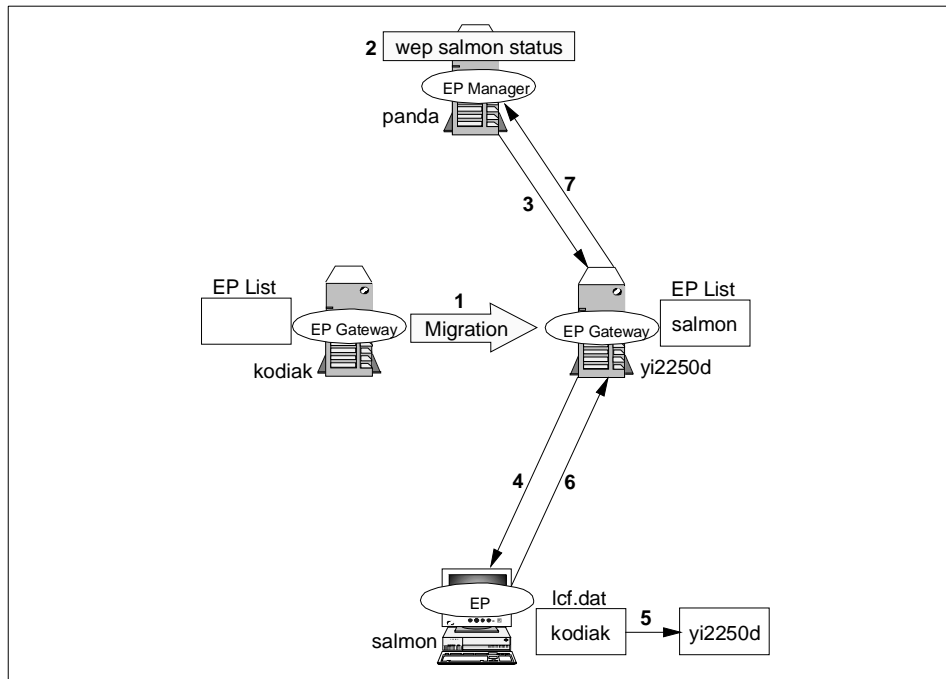 2 wep salmon status
EP Manager
panda
7
3
EP List
EP Gateway
kodiak
1
Migration
EP List
EP Gateway
salmon
yi2250d
4
6
EP
salmon
lcf.dat
kodiak
5
yi2250d